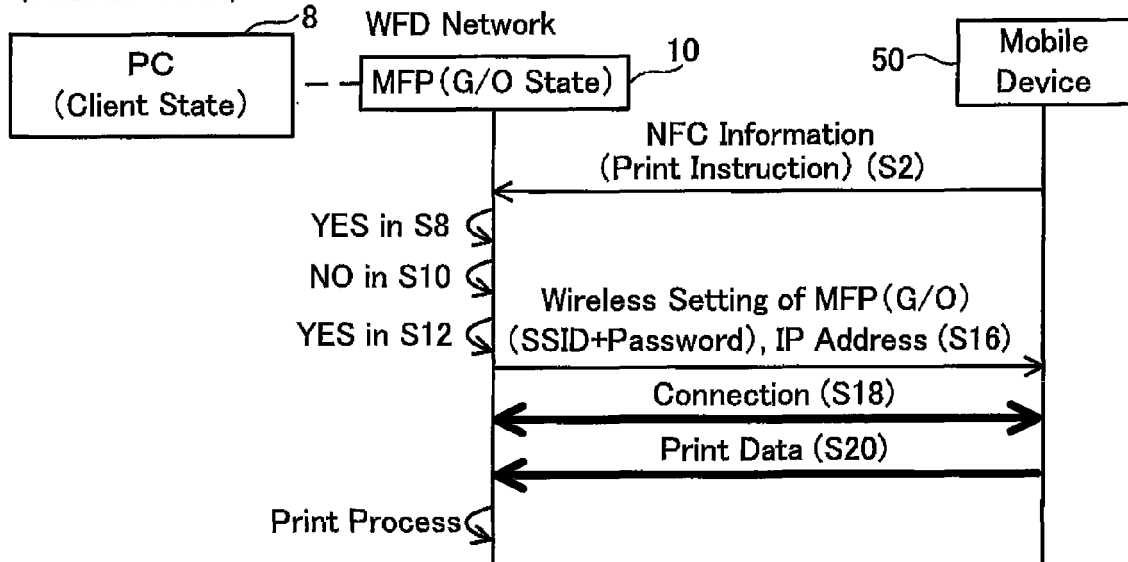 8
WFD Network
PC
(Client State)
MFP(G/O State)
10
50
Mobile
Device
NFC Information
(Print Instruction) (S2)
YES in S8
NO in S10
YES in S12
Wireless Setting of MFP(G/O)
(SSID+Password), IP Address (S16)
Connection (S18)
Print Data (S20)
Print Process